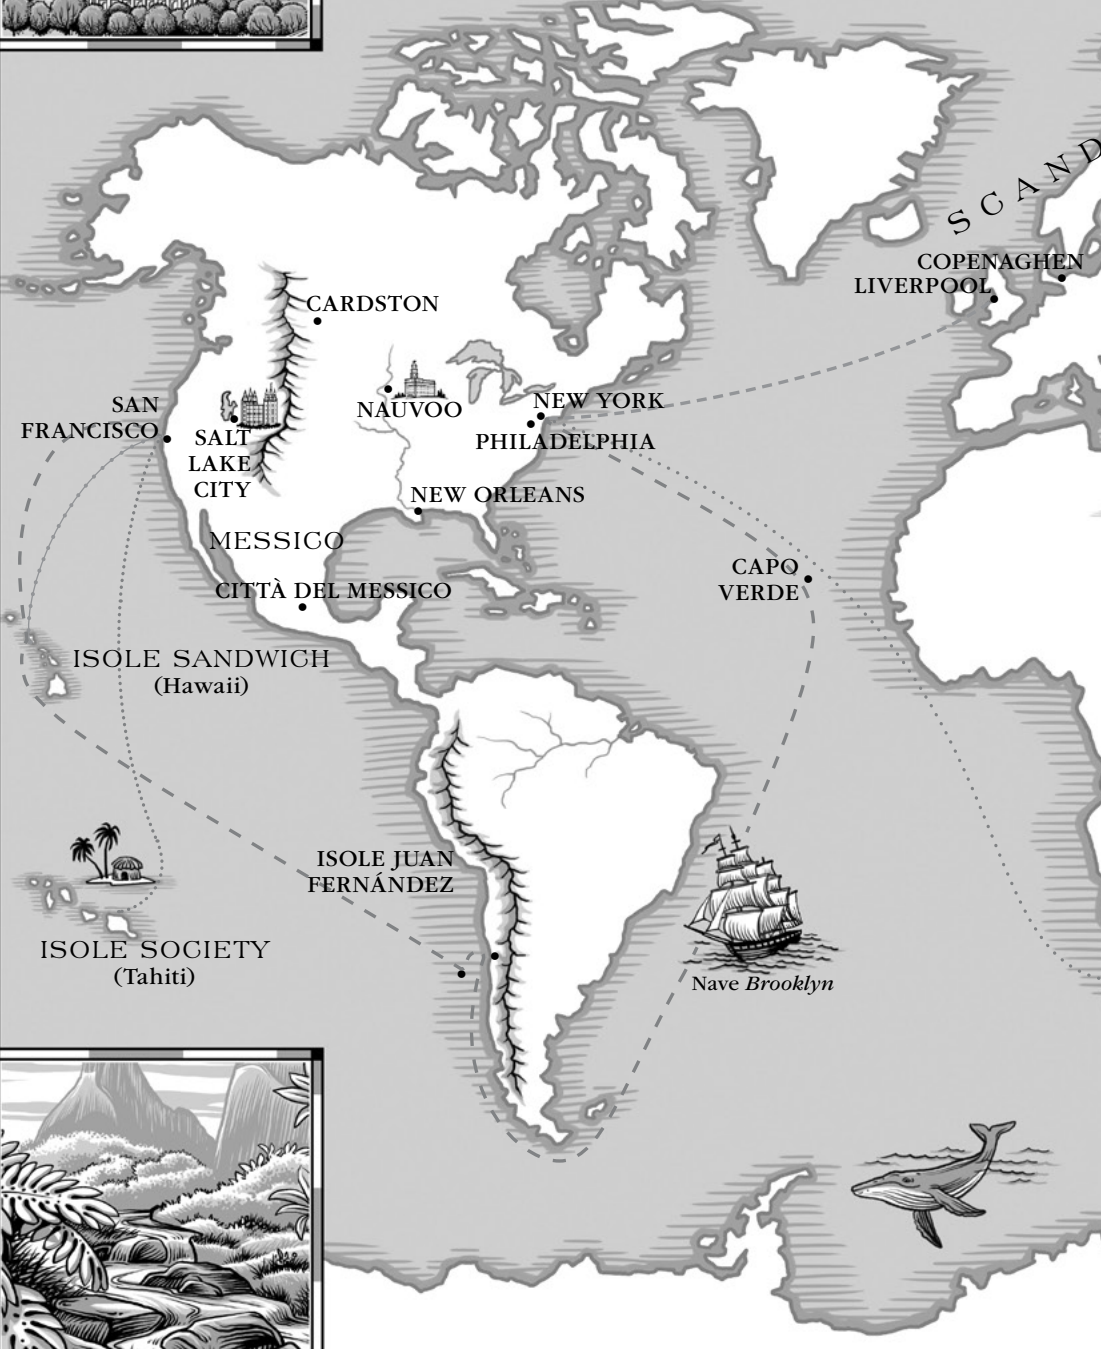 SCAND
COPENAGHEN
LIVERPOOL
CARDSTON
SAN
FRANCISCO
NAUVOO
NEW YORK
PHILADELPHIA
SALT
LAKE
CITY
NEW ORLEANS
MESSICO
CITTÀ DEL MESSICO
CAPO
VERDE
ISOLE SANDWICH
(Hawaii)
ISOLE JUAN
FERNÁNDEZ
ISOLE SOCIETY
(Tahiti)
Nave Brooklyn